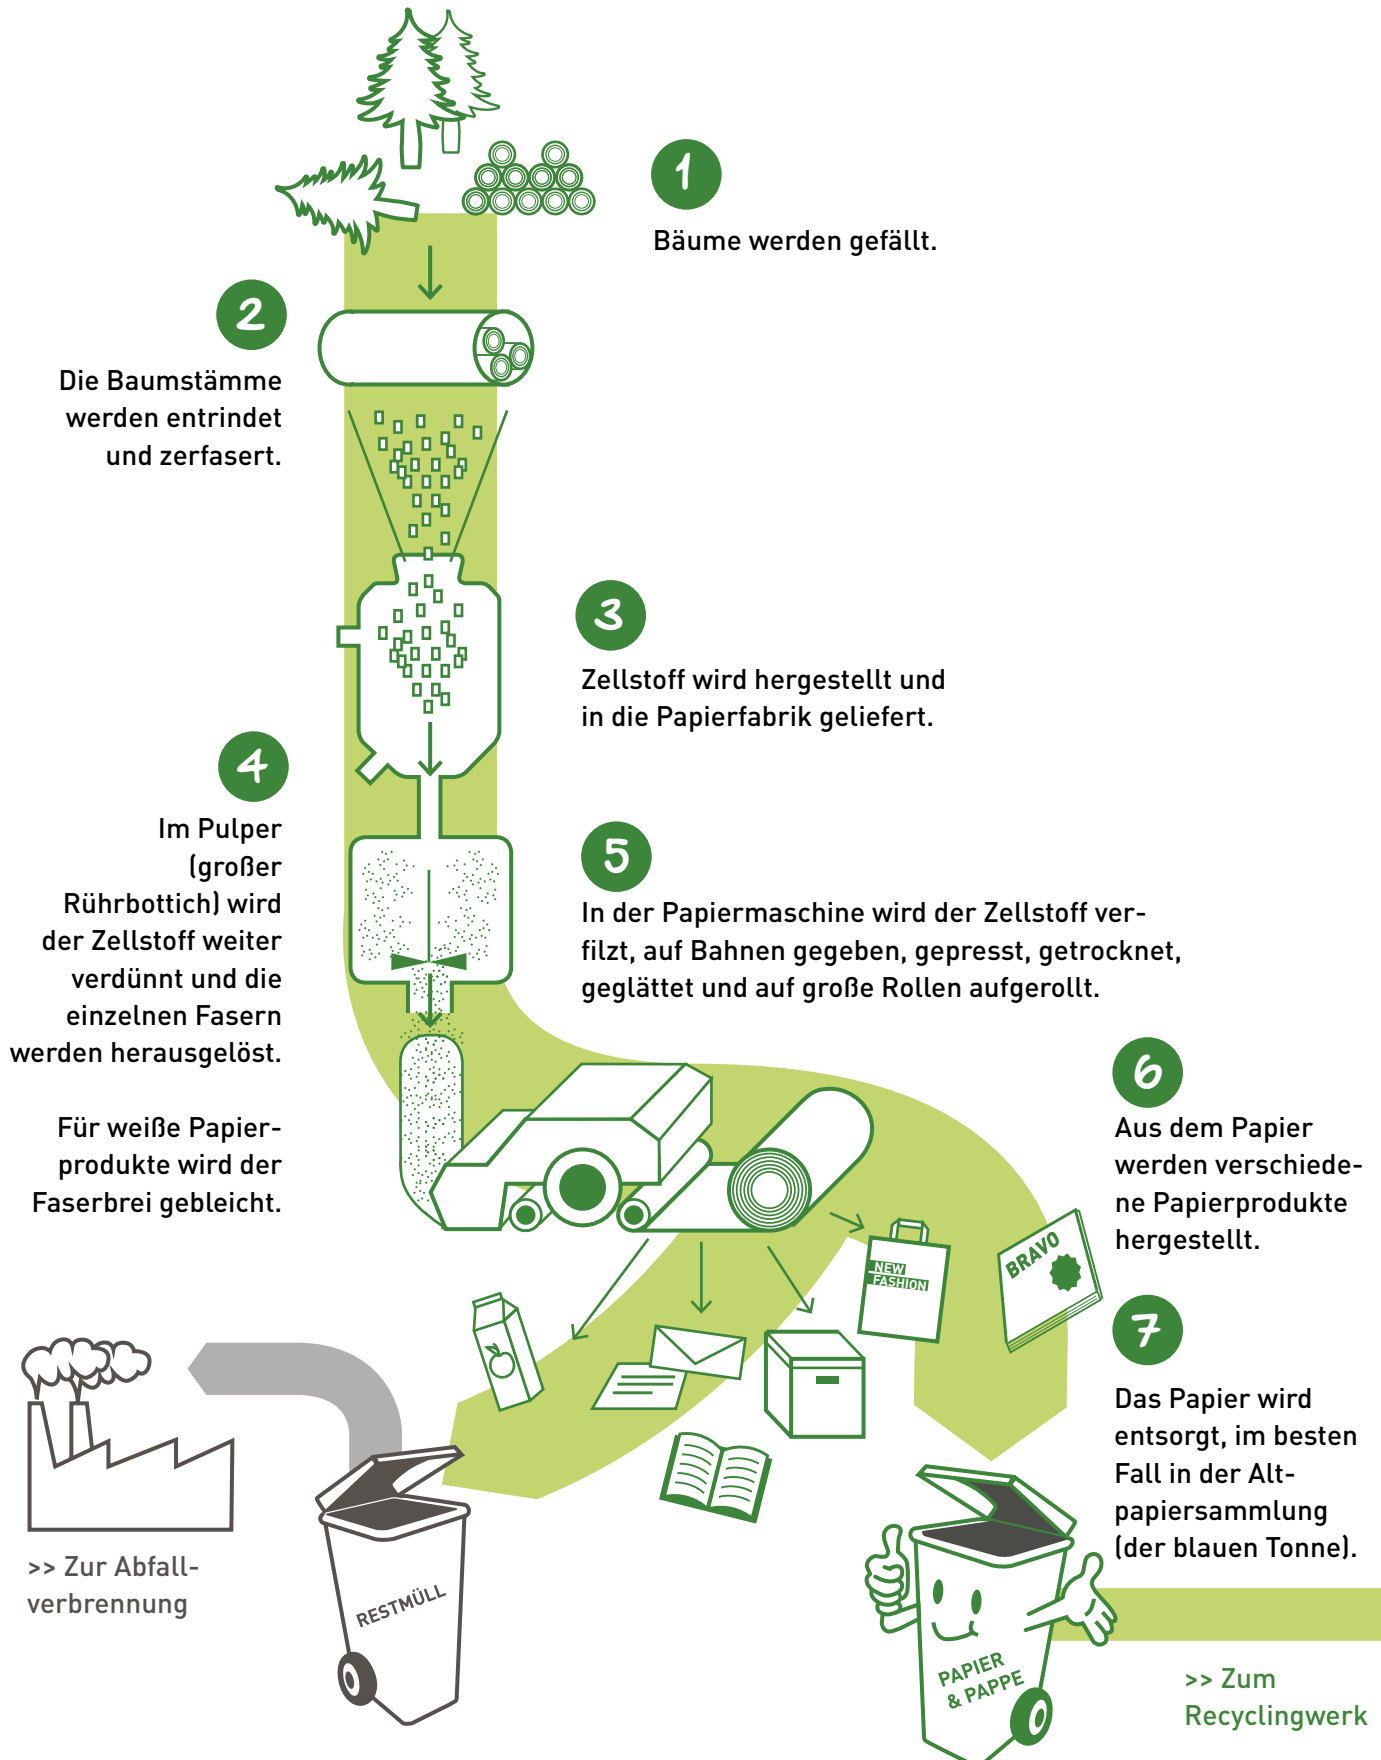 1
Bäume werden gefällt.
2
Die Baumstämme
werden entrindet
und zerfasert.
3
Zellstoff wird hergestellt und
in die Papierfabrik geliefert.
4
Im Pulper
(großer
Rührbottich) wird
der Zellstoff weiter
verdünnt und die
einzelnen Fasern
werden herausgelöst.
Für weiße Papier-
produkte wird der
Faserbrei gebleicht.
5
In der Papiermaschine wird der Zellstoff ver-
filzt, auf Bahnen gegeben, gepresst, getrocknet,
geglättet und auf große Rollen aufgerollt.
6
Aus dem Papier
werden verschiede-
ne Papierprodukte
hergestellt.
NEW
FASHION
BRAVO
7
Das Papier wird
entsorgt, im besten
Fall in der Alt-
papiersammlung
(der blauen Tonne).
>> Zur Abfall-
verbrennung
RESTMÜLL
PAPIER
& PAPPE
>> Zum
Recyclingwerk